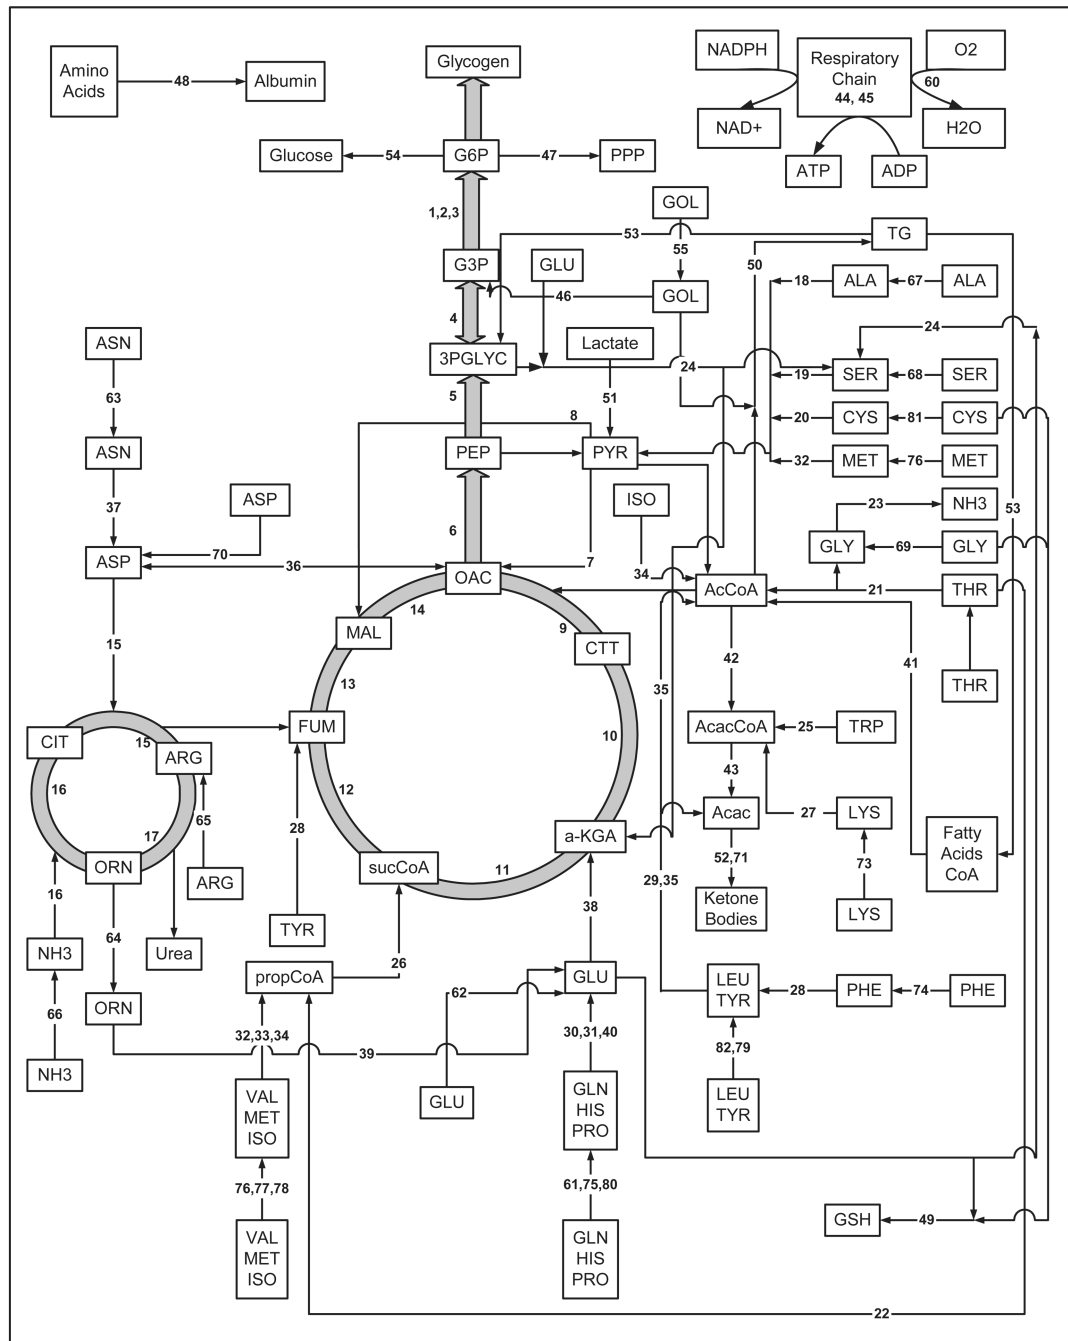 Glycogen
Amino
Acids
48
Albumin
NADPH
Respiratory
Chain
44, 45
O2
60
NAD+
H2O
ATP
ADP
Glucose
54
G6P
47
PPP
GOL
1,2,3
53
55
TG
50
G3P
GLU
46
GOL
18
ALA
67
ALA
4
24
ASN
3PGLYC
Lactate
24
19
SER
68
SER
63
5
51
8
20
CYS
81
CYS
ASN
PEP
PYR
32
MET
76
MET
37
ASP
ISO
23
NH3
53
6
70
GLY
69
GLY
ASP
36
7
34
OAC
AcCoA
21
THR
14
9
15
MAL
CTT
42
41
35
THR
13
CIT
15
FUM
10
AcacCoA
25
TRP
ARG
43
16
12
Acac
27
LYS
17
65
28
a-KGA
Fatty
Acids
CoA
ORN
11
sucCoA
52,71
73
29,35
ARG
38
Ketone
Bodies
LYS
16
64
TYR
NH3
Urea
26
propCoA
62
GLU
LEU
TYR
28
PHE
74
PHE
66
ORN
32,33,34
30,31,40
82,79
39
NH3
VAL
MET
ISO
GLU
GLN
HIS
PRO
LEU
TYR
76,77,78
61,75,80
GSH
49
VAL
MET
ISO
GLN
HIS
PRO
22